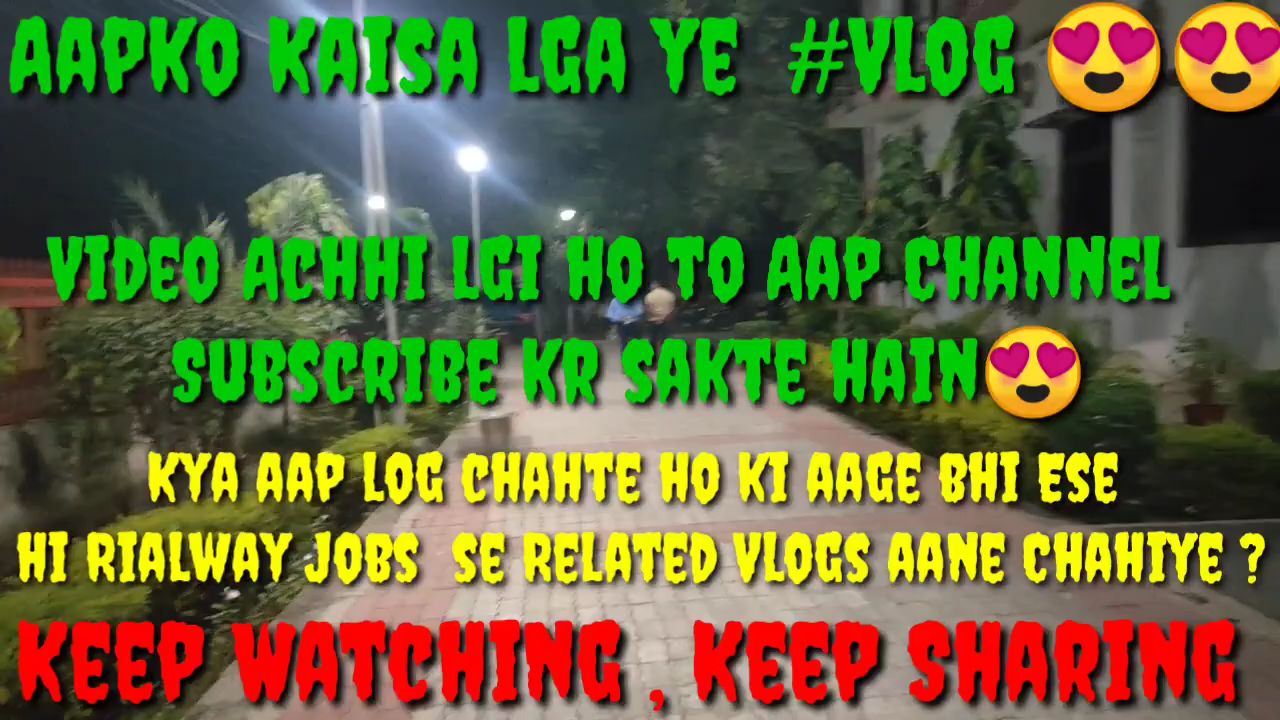 AAPKO KAISA LGA YE #VLOG 😍😍
VIDEO ACHHI LGI HO TO AAP CHANNEL
SUBSCRIBE KR SAKTE HAIN😍
KYA AAP LOG CHAHTE HO KI AAGE BHI ESE
HI RIALWAY JOBS SE RELATED VLOGS AANE CHAHIYE ?
KEEP WATCHING , KEEP SHARING